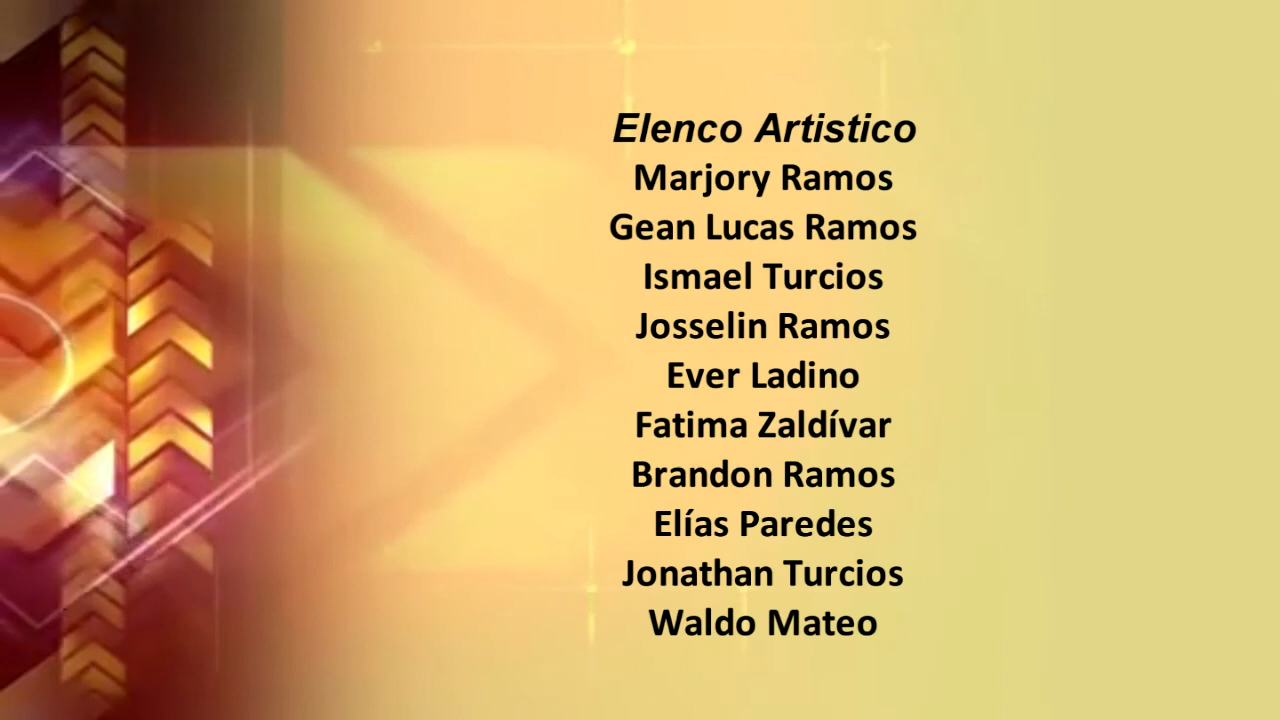 Elenco Artistico
Marjory Ramos
Gean Lucas Ramos
Ismael Turcios
Josselin Ramos
Ever Ladino
Fatima Zaldívar
Brandon Ramos
Elías Paredes
Jonathan Turcios
Waldo Mateo